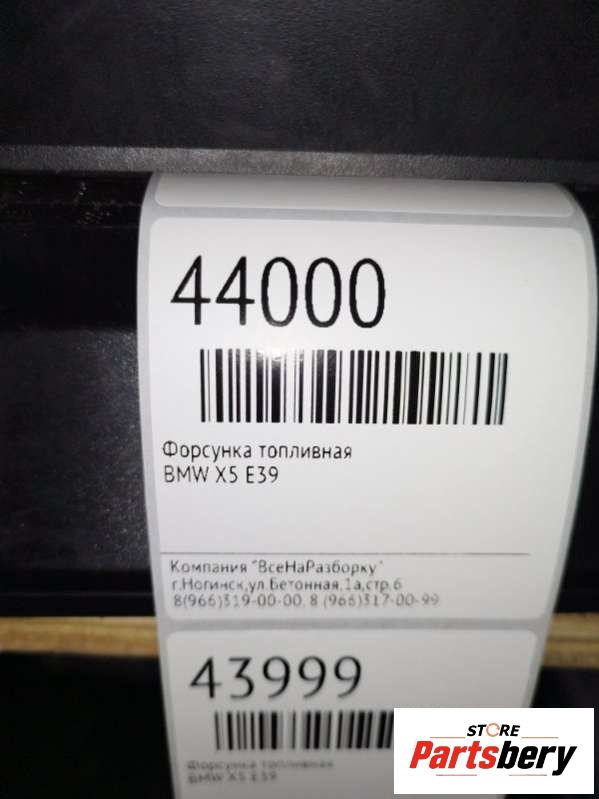 44000
Форсунка топливная
BMW X5 E39
Компания "ВсеНаРазборку"
г.Ногинск,ул.Бетонная,1а,стр.6
8(966)319-00-00, 8 (966)317-00-99
43999
Форсунка топливная
BMW X5 E39
STORE
Partsbery